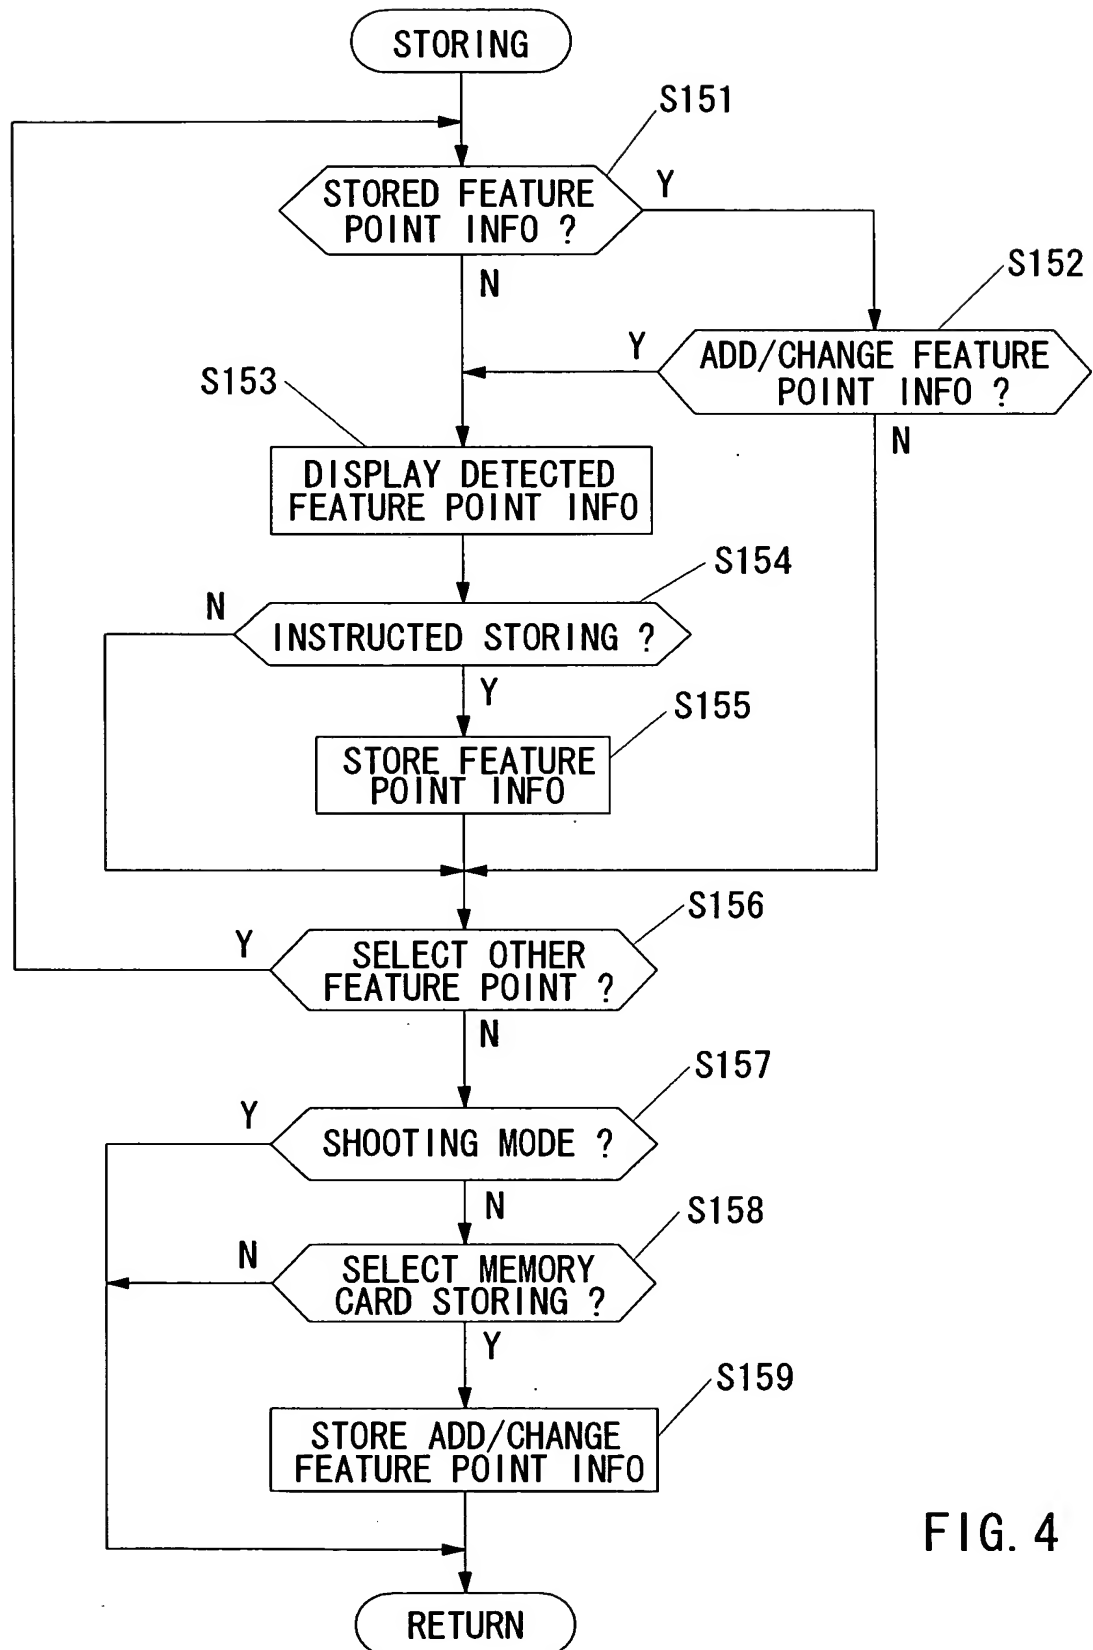 STORING
S151
STORED FEATURE
POINT INFO ?
Y
N
S152
ADD/CHANGE FEATURE
POINT INFO ?
Y
N
S153
DISPLAY DETECTED
FEATURE POINT INFO
S154
N
INSTRUCTED STORING ?
Y
S155
STORE FEATURE
POINT INFO
S156
Y
SELECT OTHER
FEATURE POINT ?
N
S157
Y
SHOOTING MODE ?
N
S158
N
SELECT MEMORY
CARD STORING ?
Y
S159
STORE ADD/CHANGE
FEATURE POINT INFO
FIG. 4
RETURN